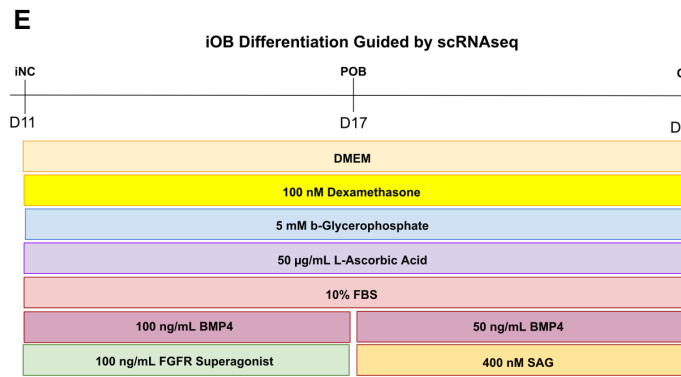 E
iOB Differentiation Guided by scRNAseq
iNC POB
D11 D17 D
DMEM
100 nM Dexamethasone
5 mM b-Glycerophosphate
50 µg/mL L-Ascorbic Acid
10% FBS
100 ng/mL BMP4 50 ng/mL BMP4
100 ng/mL FGFR Superagonist 400 nM SAG